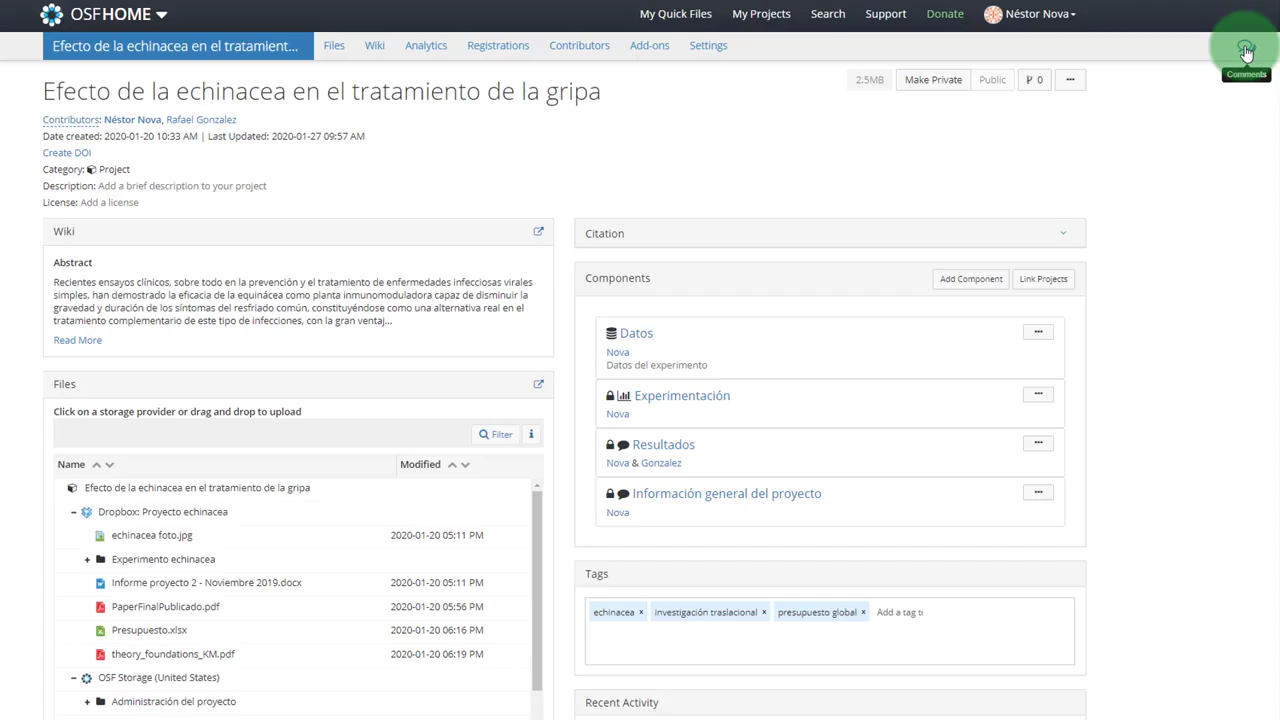 OSFHOME
My Quick Files
My Projects
Search
Support
Donate
Néstor Nova
Efecto de la echinacea en el tratamient...
Files
Wiki
Analytics
Registrations
Contributors
Add-ons
Settings
Comments
Efecto de la echinacea en el tratamiento de la gripa
2.5MB
Make Private
Public
0
Contributors: Néstor Nova, Rafael Gonzalez
Date created: 2020-01-20 10:33 AM | Last Updated: 2020-01-27 09:57 AM
Create DOI
Category: Project
Description: Add a brief description to your project
License: Add a license
Wiki
Abstract
Recientes ensayos clínicos, sobre todo en la prevención y el tratamiento de enfermedades infecciosas virales
simples, han demostrado la eficacia de la equinácea como planta inmunomoduladora capaz de disminuir la
gravedad y duración de los síntomas del resfriado común, constituyéndose como una alternativa real en el
tratamiento complementario de este tipo de infecciones, con la gran ventaj...
Read More
Files
Click on a storage provider or drag and drop to upload
Filter
Name
Modified
Efecto de la echinacea en el tratamiento de la gripa
Dropbox: Proyecto echinacea
echinacea foto.jpg 2020-01-20 05:11 PM
Experimento echinacea
Informe proyecto 2 - Noviembre 2019.docx 2020-01-20 05:11 PM
PaperFinalPublicado.pdf 2020-01-20 05:56 PM
Presupuesto.xlsx 2020-01-20 06:16 PM
theory_foundations_KM.pdf 2020-01-20 06:19 PM
OSF Storage (United States)
Administración del proyecto
Citation
Components
Add Component
Link Projects
Datos
Nova
Datos del experimento
Experimentación
Nova
Resultados
Nova & Gonzalez
Información general del proyecto
Nova
Tags
echinacea × investigación traslacional × presupuesto global × Add a tag to
Recent Activity